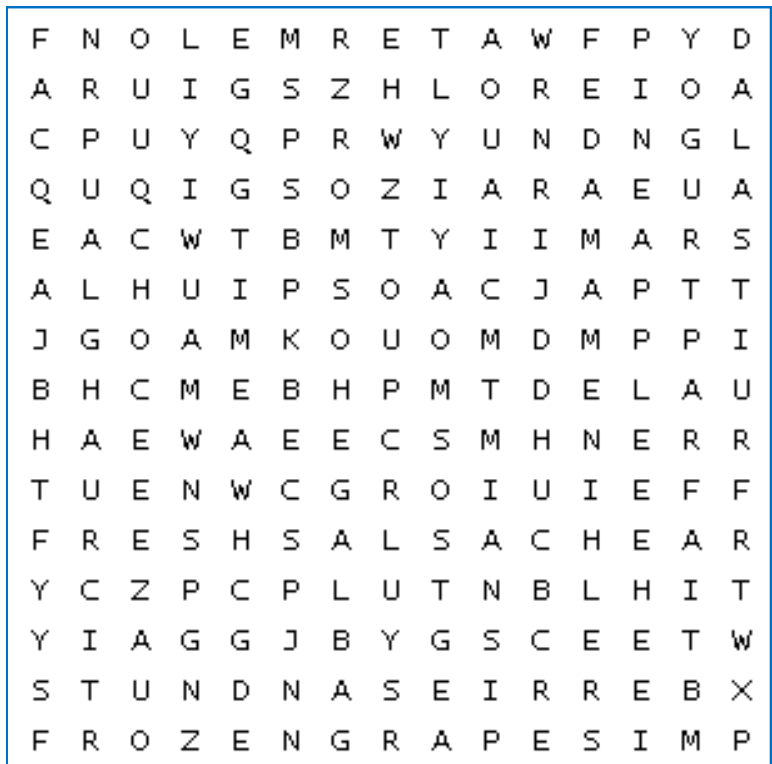 F N O L E M R E T A W F P Y D
A R U I G S Z H L O R E I O A
C P U Y Q P R W Y U N D N G L
Q U Q I G S O Z I A R A E U A
E A C W T B M T Y I I M A R S
A L H U I P S O A C J A P T T
J G O A M K O U O M D M P P I
B H C M E B H P M T D E L A U
H A E W A E E C S M H N E R R
T U E N W C G R O I U I E F F
F R E S H S A L S A C H E A R
Y C Z P C P L U T N B L H I T
Y I A G G J B Y G S C E E T W
S T U N D N A S E I R R E B X
F R O Z E N G R A P E S I M P